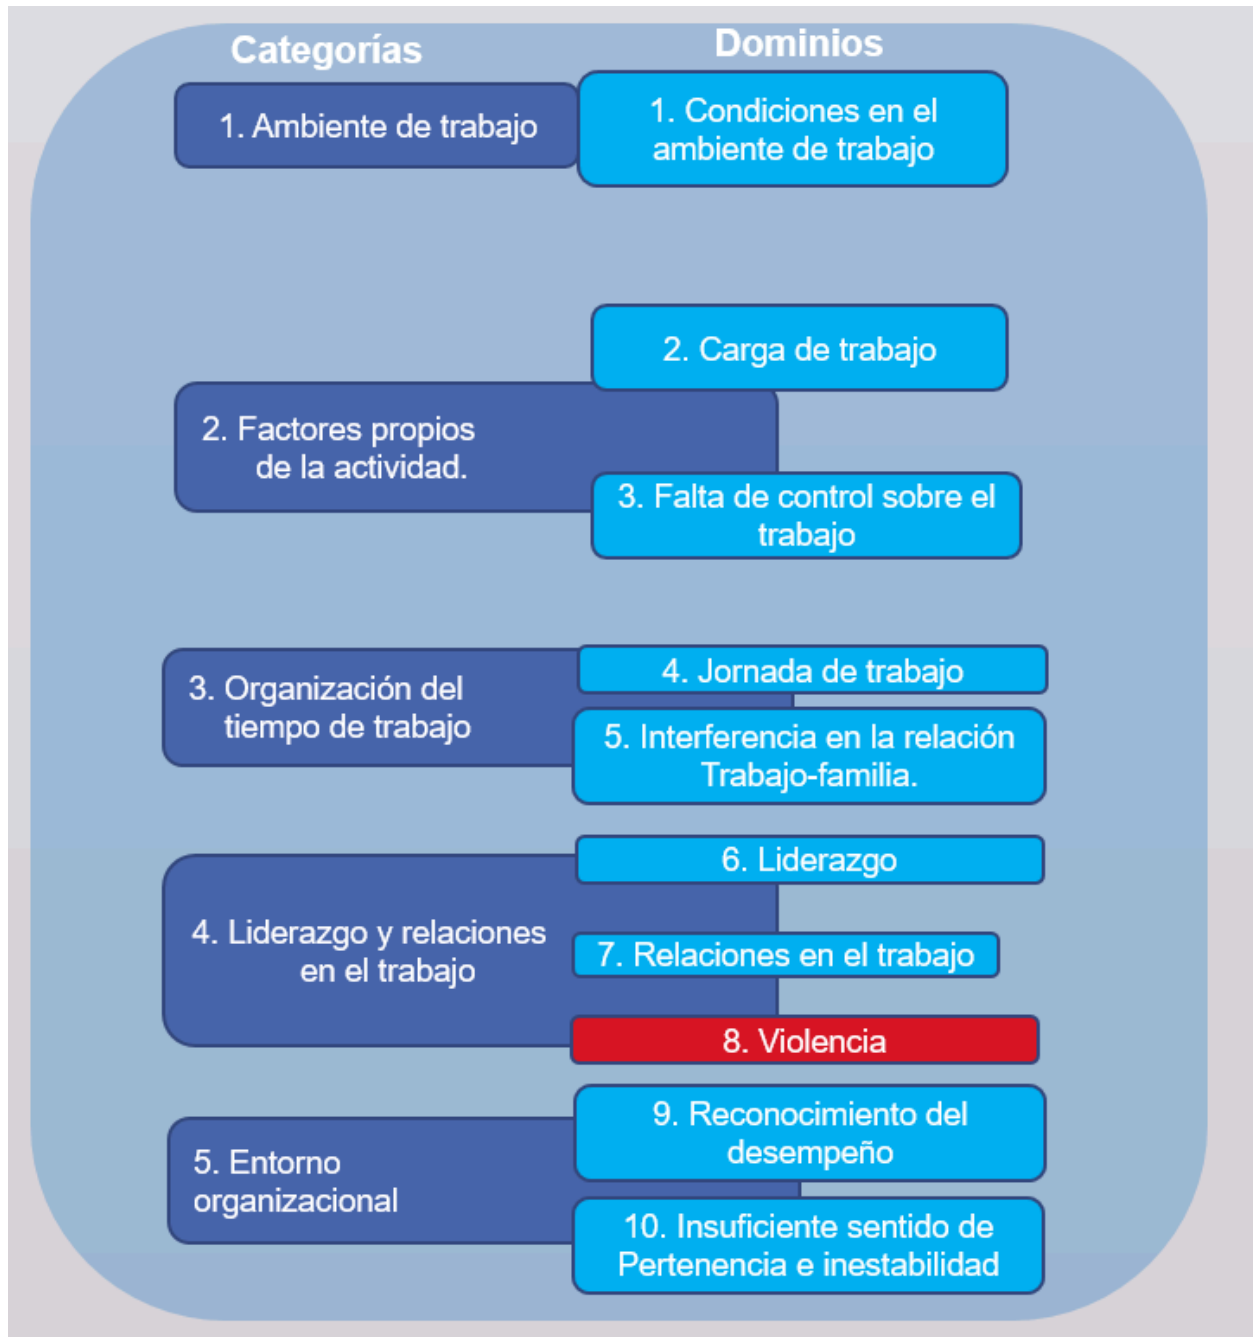 Categorías
Dominios
1. Ambiente de trabajo
1. Condiciones en el
ambiente de trabajo
2. Factores propios
de la actividad.
2. Carga de trabajo
3. Falta de control sobre el
trabajo
3. Organización del
tiempo de trabajo
4. Jornada de trabajo
5. Interferencia en la relación
Trabajo-familia.
4. Liderazgo y relaciones
en el trabajo
6. Liderazgo
7. Relaciones en el trabajo
8. Violencia
5. Entorno
organizacional
9. Reconocimiento del
desempeño
10. Insuficiente sentido de
Pertenencia e inestabilidad